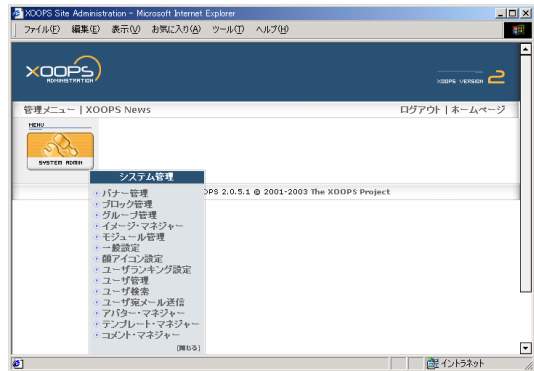 XOOPS Site Administration - Microsoft Internet Explorer
ファイル(F) 編集(E) 表示(V) お気に入り(A) ツール(T) ヘルプ(H)
XOOPS
ADMINISTRATION
XOOPS VERSION 2
管理メニュー | XOOPS News ログアウト | ホームページ
MENU
SYSTEM ADMIN
システム管理
OPS 2.0.5.1 © 2001-2003 The XOOPS Project
バナー管理
ブロック管理
グループ管理
イメージ・マネジャー
モジュール管理
一般設定
顔アイコン設定
ユーザランキング設定
ユーザ管理
ユーザ検索
ユーザ宛メール送信
アバター・マネジャー
テンプレート・マネジャー
コメント・マネジャー
[閉じる]
イントラネット